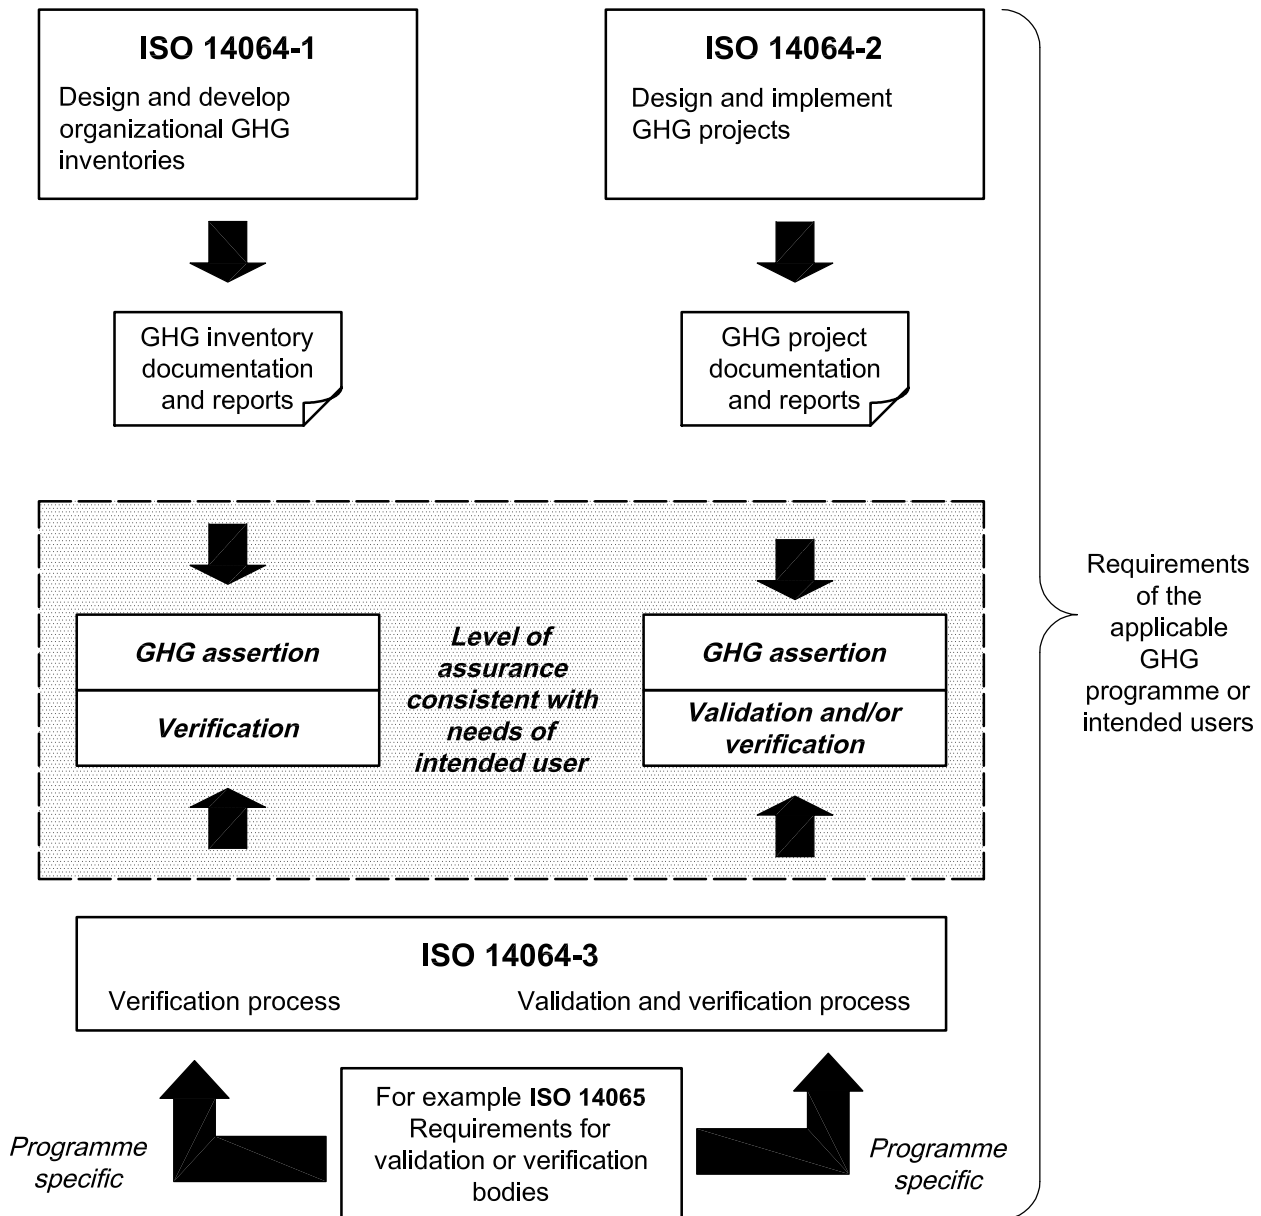 ISO 14064-1
Design and develop
organizational GHG
inventories
ISO 14064-2
Design and implement
GHG projects
GHG inventory
documentation
and reports
GHG project
documentation
and reports
GHG assertion
Verification
Level of
assurance
consistent with
needs of
intended user
GHG assertion
Validation and/or
verification
Requirements
of the
applicable
GHG
programme or
intended users
ISO 14064-3
Verification process
Validation and verification process
Programme
specific
For example ISO 14065
Requirements for
validation or verification
bodies
Programme
specific